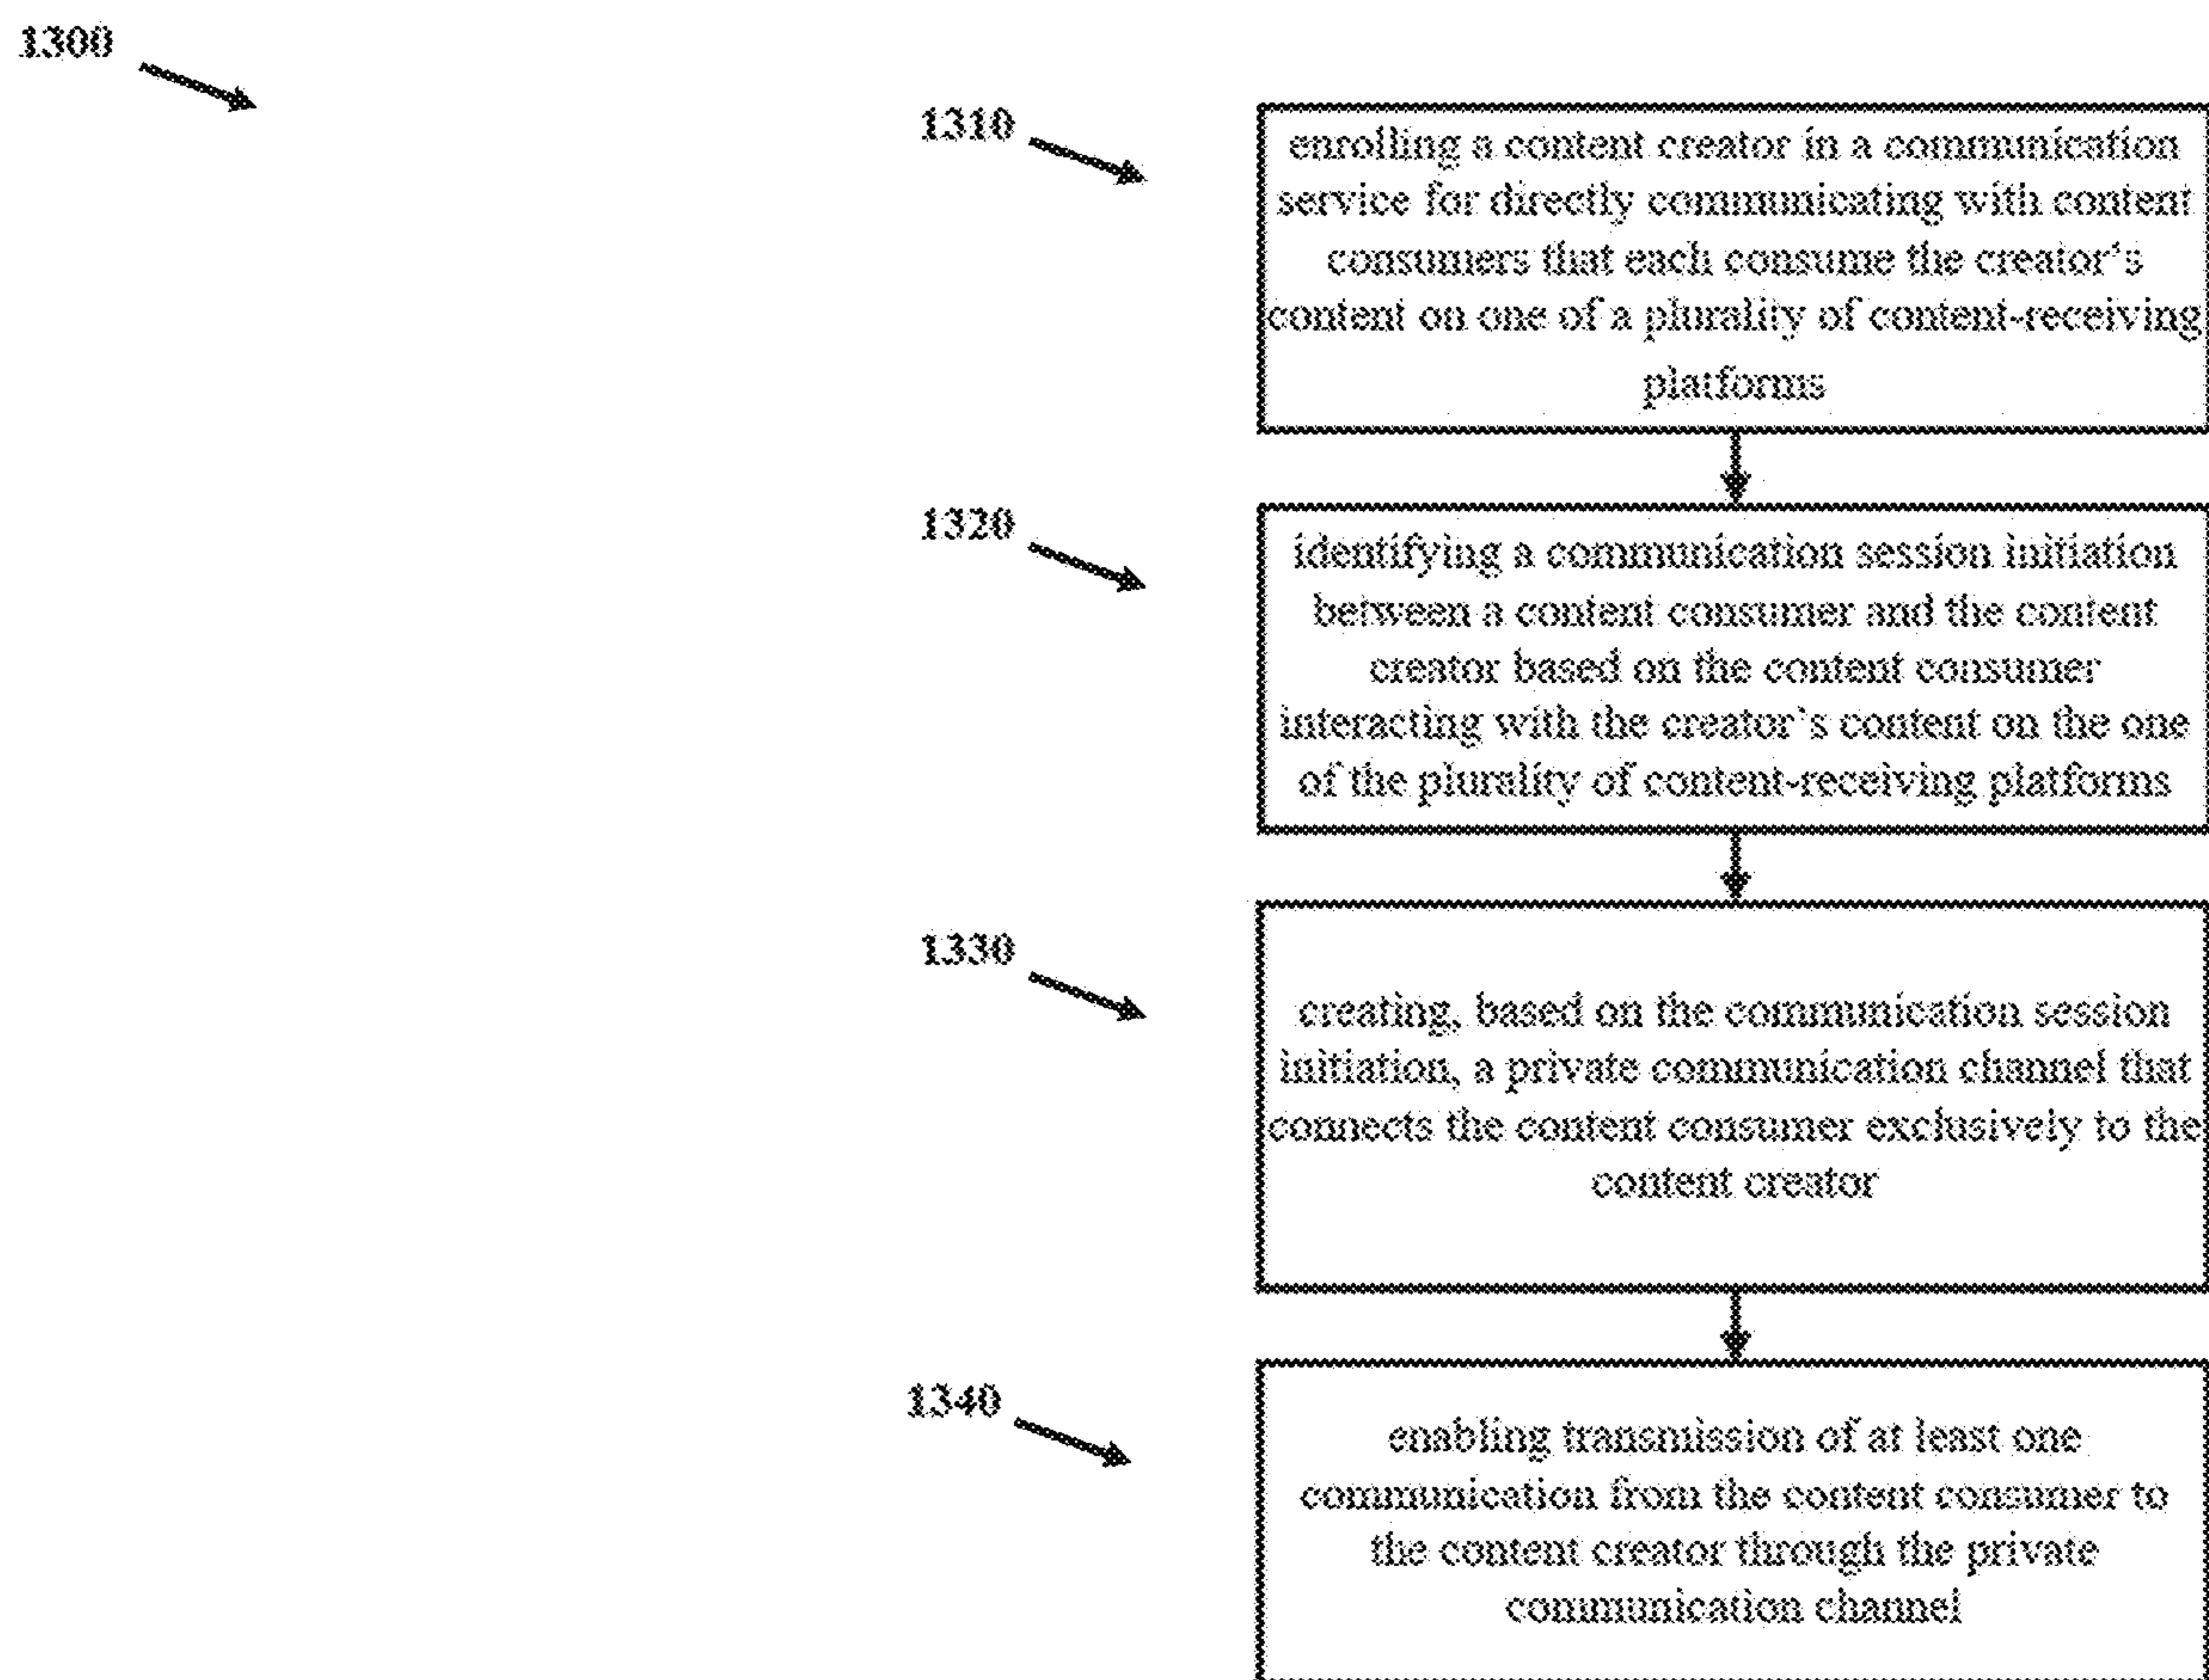 1300
1310
enrolling a content creator in a communication
service for directly communicating with content
consumers that each consume the creator's
content on one of a plurality of content-receiving
platforms
1320
identifying a communication session initiation
between a content consumer and the content
creator based on the content consumer
interacting with the creator's content on the one
of the plurality of content-receiving platforms
1330
creating, based on the communication session
initiation, a private communication channel that
connects the content consumer exclusively to the
content creator
1340
enabling transmission of at least one
communication from the content consumer to
the content creator through the private
communication channel